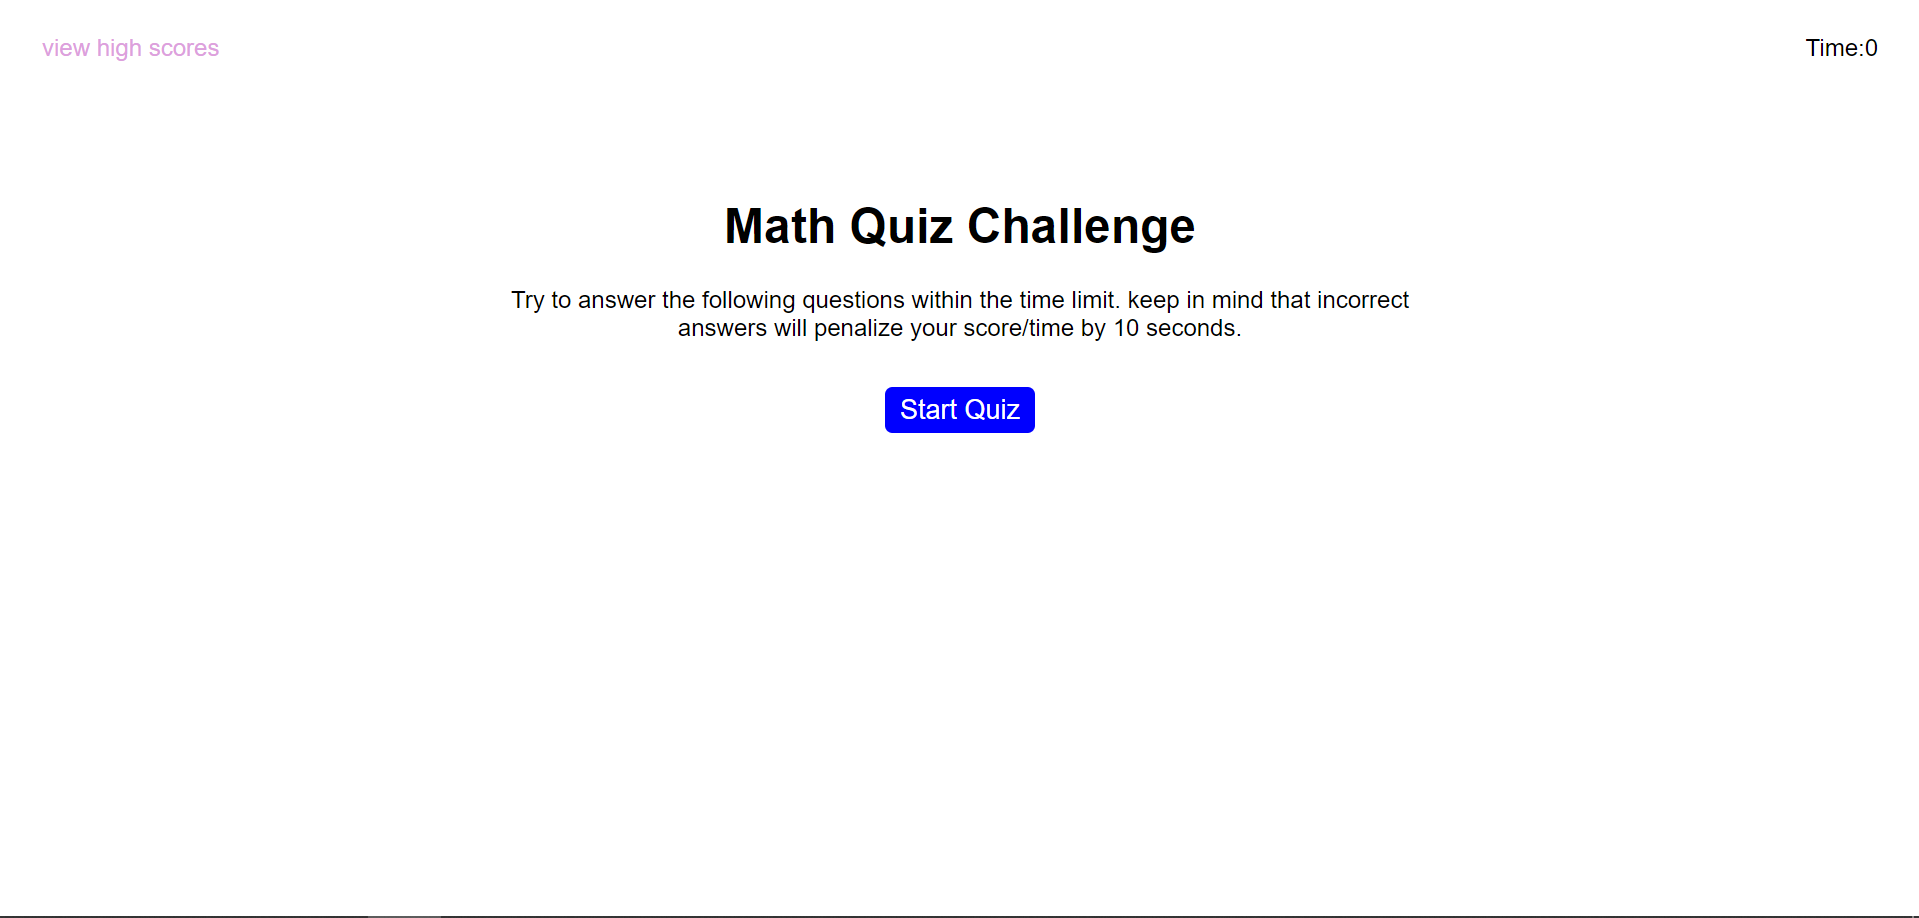 view high scores
Time:0
Math Quiz Challenge
Try to answer the following questions within the time limit. keep in mind that incorrect
answers will penalize your score/time by 10 seconds.
Start Quiz